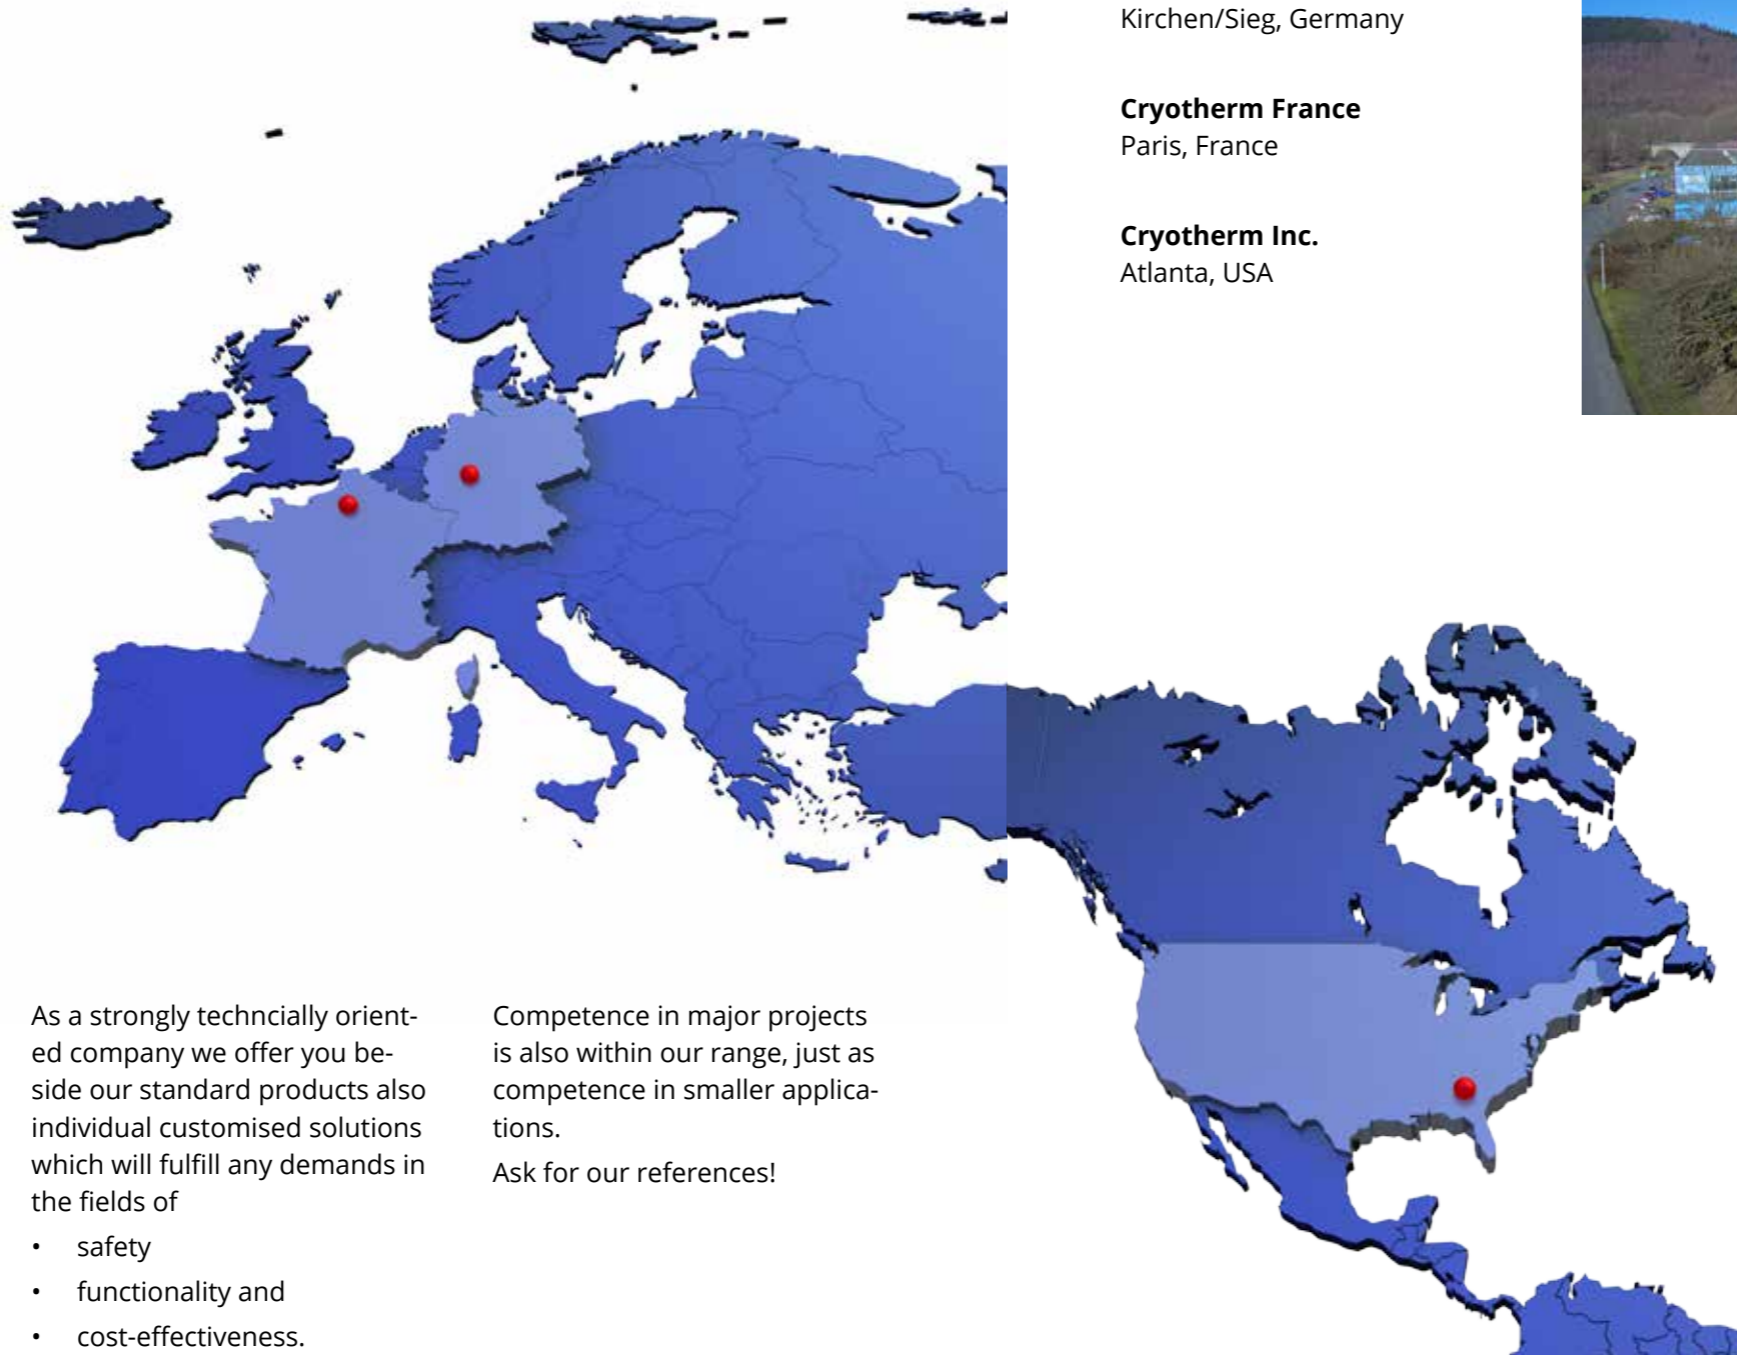 Kirchen/Sieg, Germany
Cryotherm France
Paris, France
Cryotherm Inc.
Atlanta, USA
As a strongly techncially orient-
ed company we offer you be-
side our standard products also
individual customised solutions
which will fulfill any demands in
the fields of
• safety
• functionality and
• cost-effectiveness.
Competence in major projects
is also within our range, just as
competence in smaller applica-
tions.
Ask for our references!